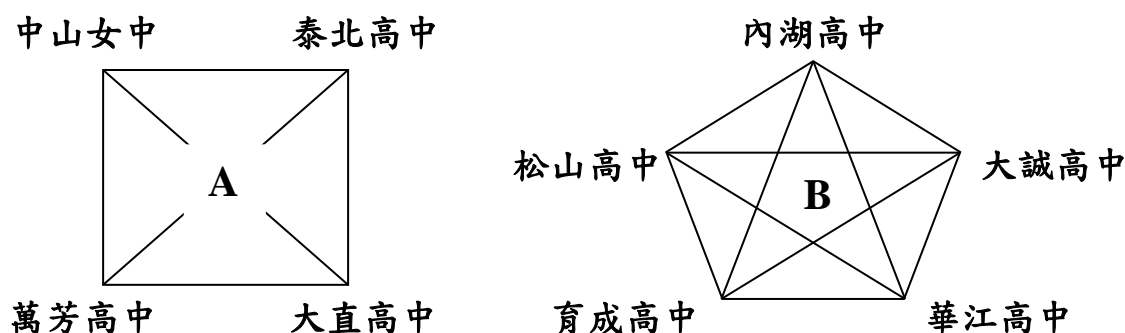 中山女中
泰北高中
A
萬芳高中
大直高中
內湖高中
松山高中
大誠高中
B
育成高中
華江高中